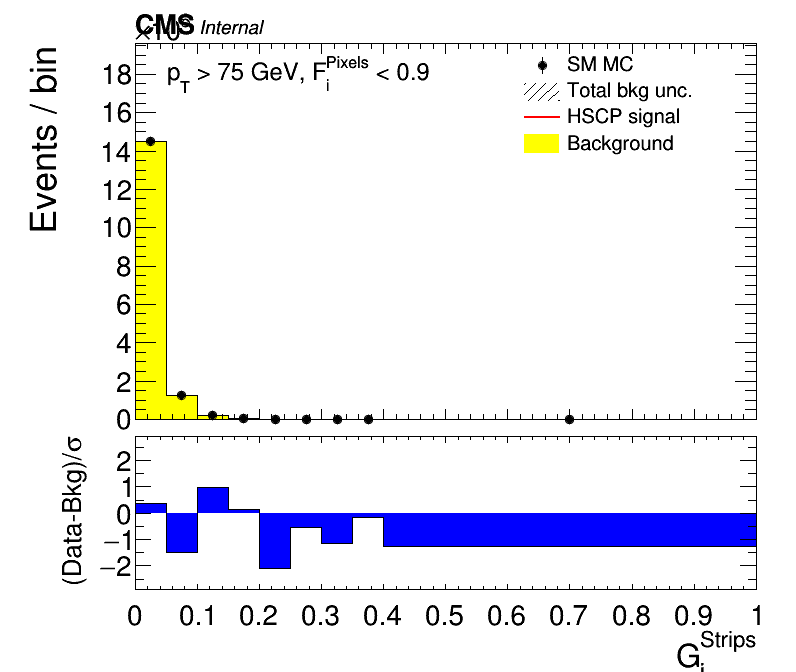 CMS Internal
Events / bin
p_T > 75 GeV, F_i^Pixels < 0.9
SM MC
Total bkg unc.
HSCP signal
Background
18
16
14
12
10
8
6
4
2
0
(Data-Bkg)/σ
2
1
0
−1
−2
0 0.1 0.2 0.3 0.4 0.5 0.6 0.7 0.8 0.9 1
G_i^Strips